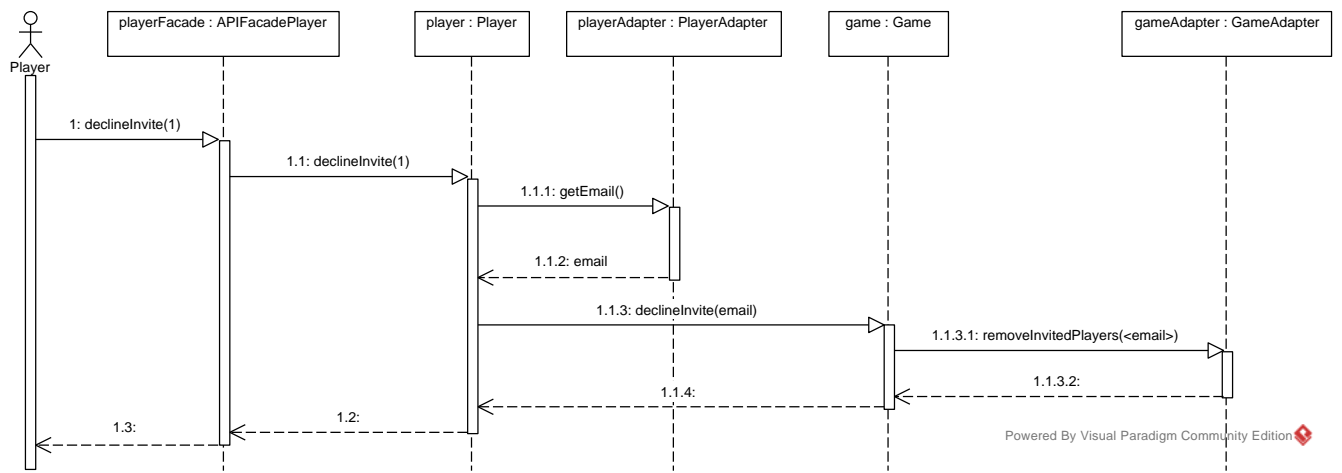 playerFacade : APIFacadePlayer
player : Player
playerAdapter : PlayerAdapter
game : Game
gameAdapter : GameAdapter
Player
1: declineInvite(1)
1.1: declineInvite(1)
1.1.1: getEmail()
1.1.2: email
1.1.3: declineInvite(email)
1.1.3.1: removeInvitedPlayers(<email>)
1.1.3.2:
1.1.4:
1.2:
1.3:
Powered By Visual Paradigm Community Edition